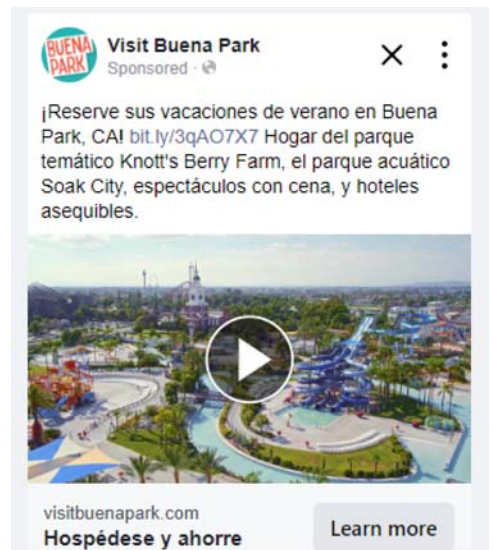 BUENA
PARK
Visit Buena Park
Sponsored ·
¡Reserve sus vacaciones de verano en Buena
Park, CA! bit.ly/3qAO7X7 Hogar del parque
temático Knott's Berry Farm, el parque acuático
Soak City, espectáculos con cena, y hoteles
asequibles.
visitbuenapark.com
Hospédese y ahorre
Learn more